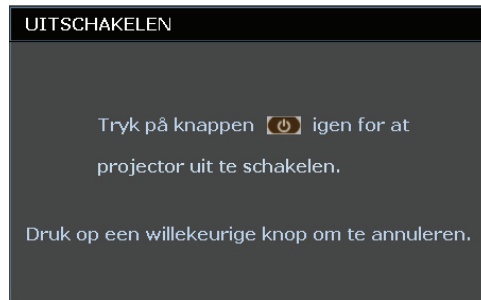 UITSCHAKELEN
Tryk på knappen igen for at
projector uit te schakelen.
Druk op een willekeurige knop om te annuleren.